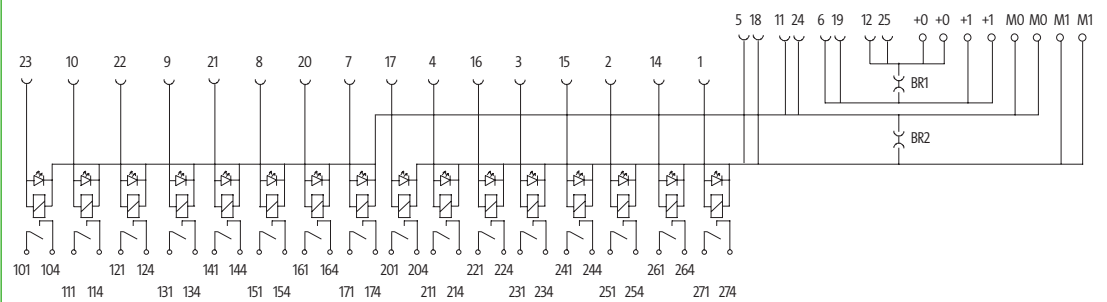 5 18 11 24 6 19 12 25 +0 +0 +1 +1 M0 M0 M1 M1
23 10 22 9 21 8 20 7 17 4 16 3 15 2 14 1
BR1
BR2
101 104 121 124 141 144 161 164 201 204 221 224 241 244 261 264
111 114 131 134 151 154 171 174 211 214 231 234 251 254 271 274